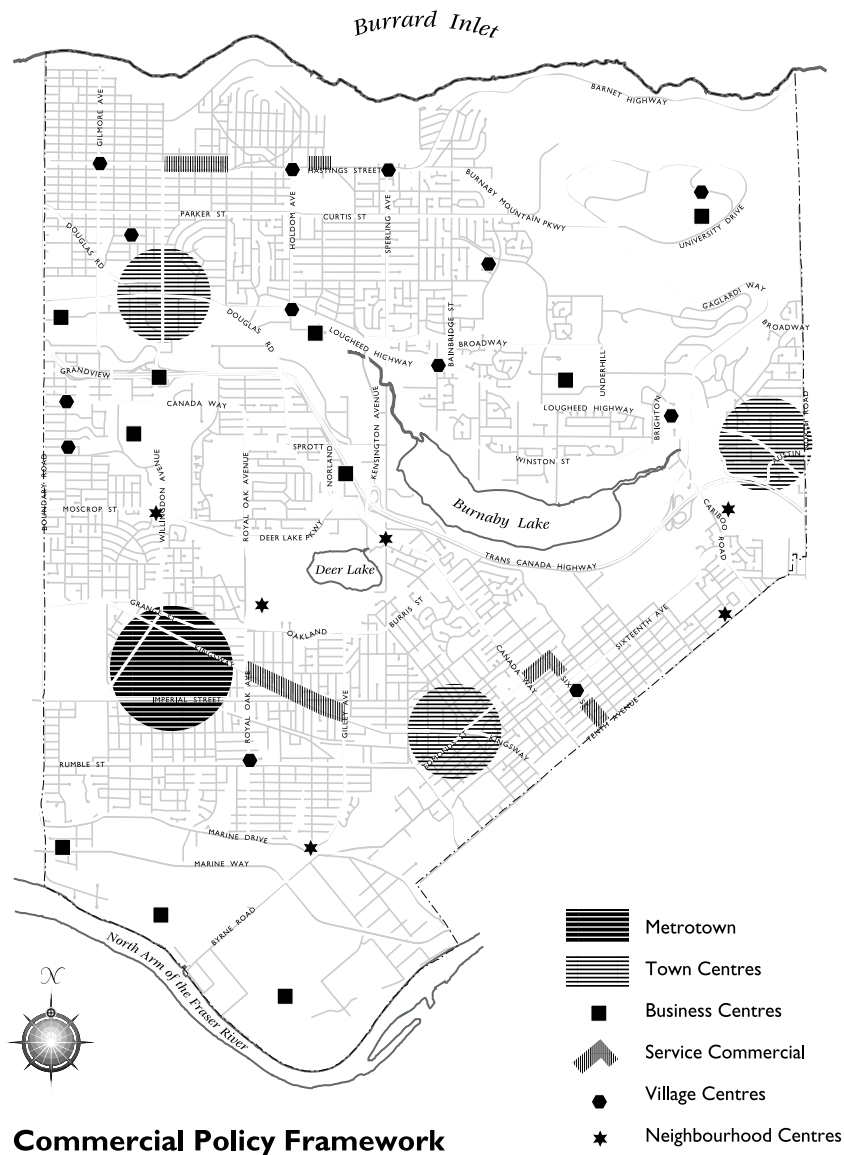 Burrard Inlet
BARNET HIGHWAY
GILMORE AVE
HASTINGS STREET
BURNABY MOUNTAIN PKWY
UNIVERSITY DRIVE
PARKER ST
CURTIS ST
HOLDOM AVE
SPERLING AVE
DOUGLAS RD
GAGLARDI WAY
BROADWAY
DOUGLAS RD
LOUGHEED HIGHWAY
BAINBRIDGE ST
BROADWAY
UNDERHILL
GRANDVIEW
CANADA WAY
KENSINGTON AVENUE
LOUGHEED HIGHWAY
BRIGHTON
SPROTT
NORLAND
WINSTON ST
AUSTIN
BOUNDARY ROAD
WILLINGDON AVENUE
ROYAL OAK AVENUE
MOSCROP ST
DEER LAKE PKWY
Burnaby Lake
CARIBOO ROAD
TRANS CANADA HIGHWAY
Deer Lake
BURRIS ST
OAKLAND
KINGSWAY
SIXTEENTH AVE
CANADA WAY
IMPERIAL STREET
ROYAL OAK AVE
GILLEY AVE
TENTH AVENUE
KINGSWAY
RUMBLE ST
MARINE DRIVE
MARINE WAY
BYRNE ROAD
North Arm of the Fraser River
N
Metrotown
Town Centres
Business Centres
Service Commercial
Village Centres
Neighbourhood Centres
Commercial Policy Framework